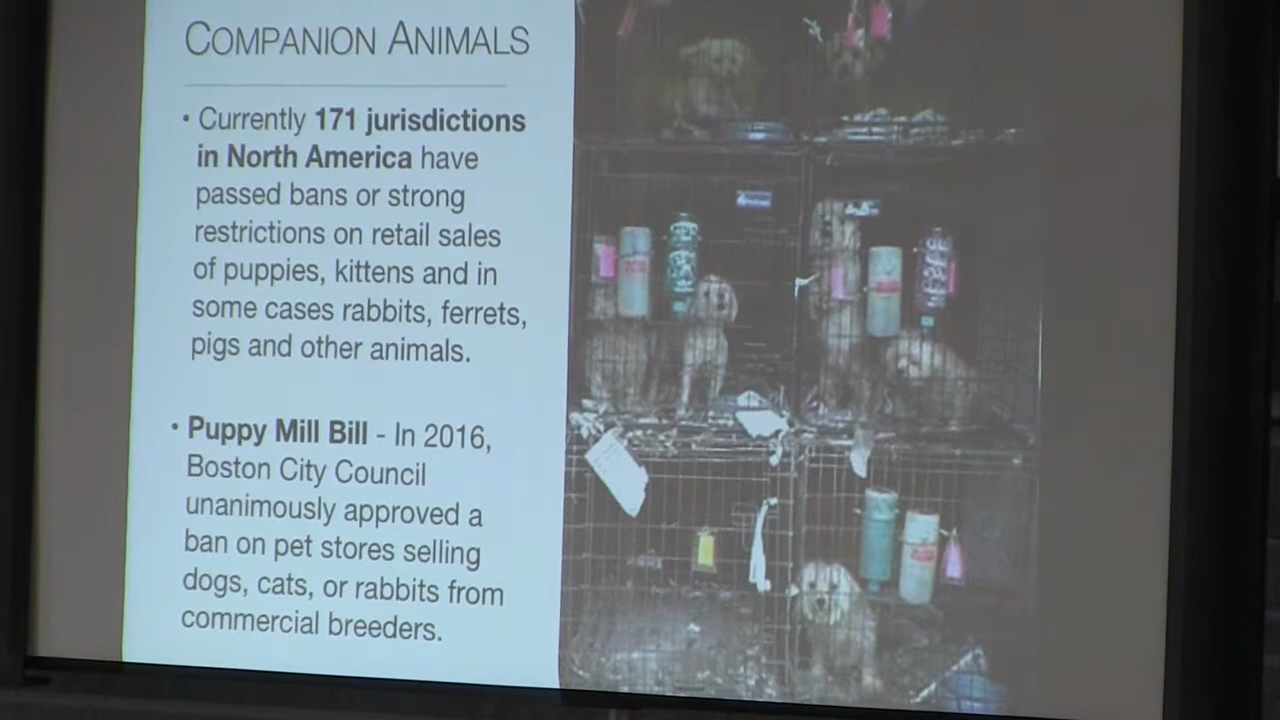 COMPANION ANIMALS
• Currently 171 jurisdictions
in North America have
passed bans or strong
restrictions on retail sales
of puppies, kittens and in
some cases rabbits, ferrets,
pigs and other animals.
• Puppy Mill Bill - In 2016,
Boston City Council
unanimously approved a
ban on pet stores selling
dogs, cats, or rabbits from
commercial breeders.